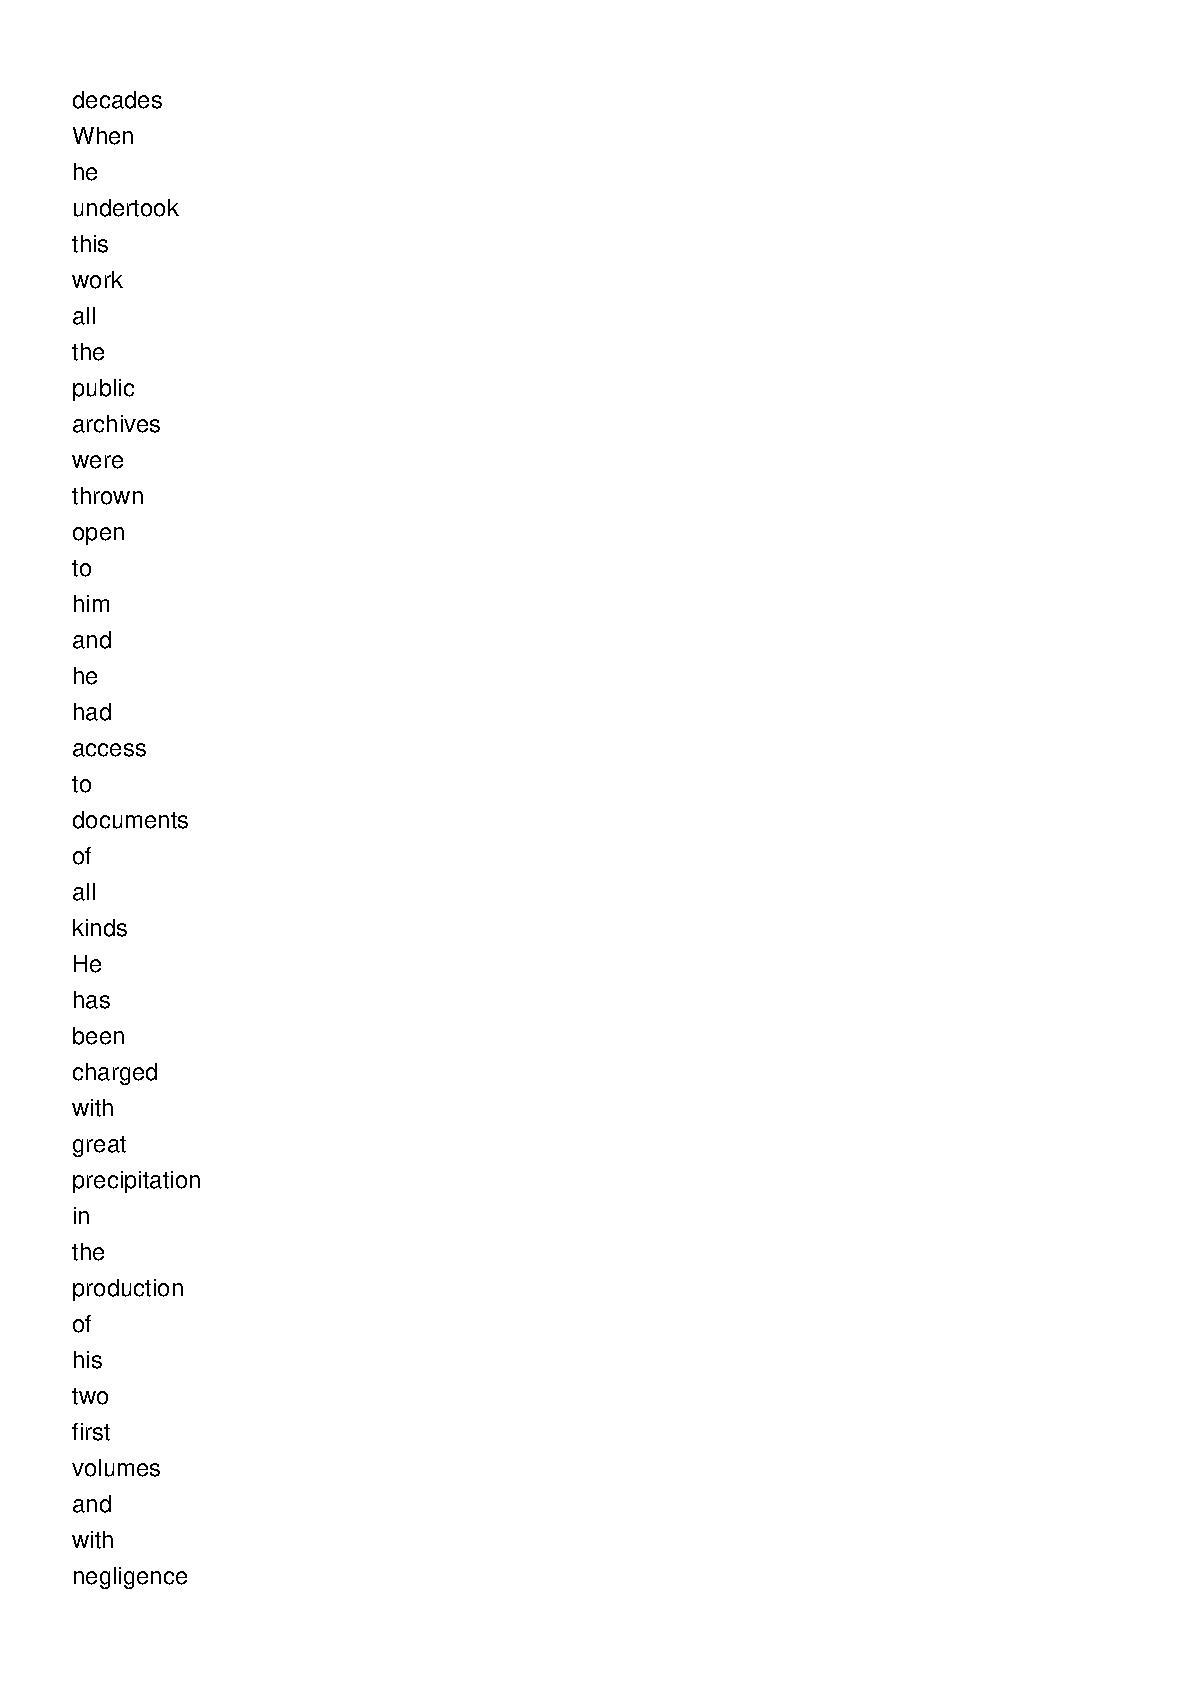 decades
When
he
undertook
this
work
all
the
public
archives
were
thrown
open
to
him
and
he
had
access
to
documents
of
all
kinds
He
has
been
charged
with
great
precipitation
in
the
production
of
his
two
first
volumes
and
with
negligence